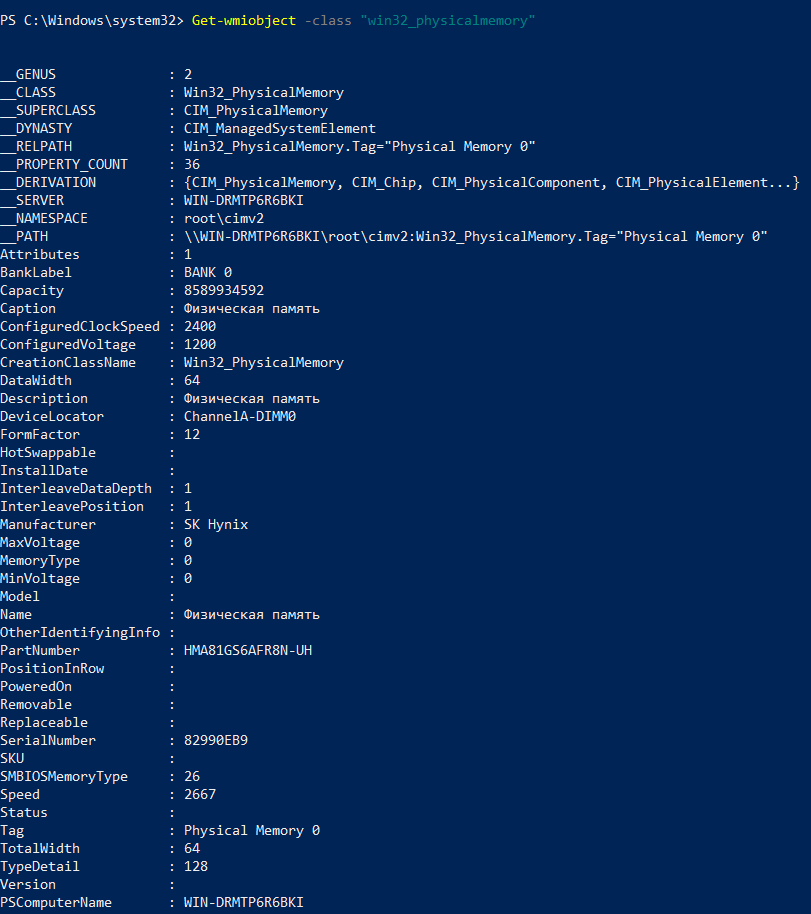 PS C:\Windows\system32> Get-wmiobject -class "win32_physicalmemory"
__GENUS : 2
__CLASS : Win32_PhysicalMemory
__SUPERCLASS : CIM_PhysicalMemory
__DYNASTY : CIM_ManagedSystemElement
__RELPATH : Win32_PhysicalMemory.Tag="Physical Memory 0"
__PROPERTY_COUNT : 36
__DERIVATION : {CIM_PhysicalMemory, CIM_Chip, CIM_PhysicalComponent, CIM_PhysicalElement...}
__SERVER : WIN-DRMTP6R6BKI
__NAMESPACE : root\cimv2
__PATH : \\WIN-DRMTP6R6BKI\root\cimv2:Win32_PhysicalMemory.Tag="Physical Memory 0"
Attributes : 1
BankLabel : BANK 0
Capacity : 8589934592
Caption : Физическая память
ConfiguredClockSpeed : 2400
ConfiguredVoltage : 1200
CreationClassName : Win32_PhysicalMemory
DataWidth : 64
Description : Физическая память
DeviceLocator : ChannelA-DIMM0
FormFactor : 12
HotSwappable :
InstallDate :
InterleaveDataDepth : 1
InterleavePosition : 1
Manufacturer : SK Hynix
MaxVoltage : 0
MemoryType : 0
MinVoltage : 0
Model :
Name : Физическая память
OtherIdentifyingInfo :
PartNumber : HMA81GS6AFR8N-UH
PositionInRow :
PoweredOn :
Removable :
Replaceable :
SerialNumber : 82990EB9
SKU :
SMBIOSMemoryType : 26
Speed : 2667
Status :
Tag : Physical Memory 0
TotalWidth : 64
TypeDetail : 128
Version :
PSComputerName : WIN-DRMTP6R6BKI